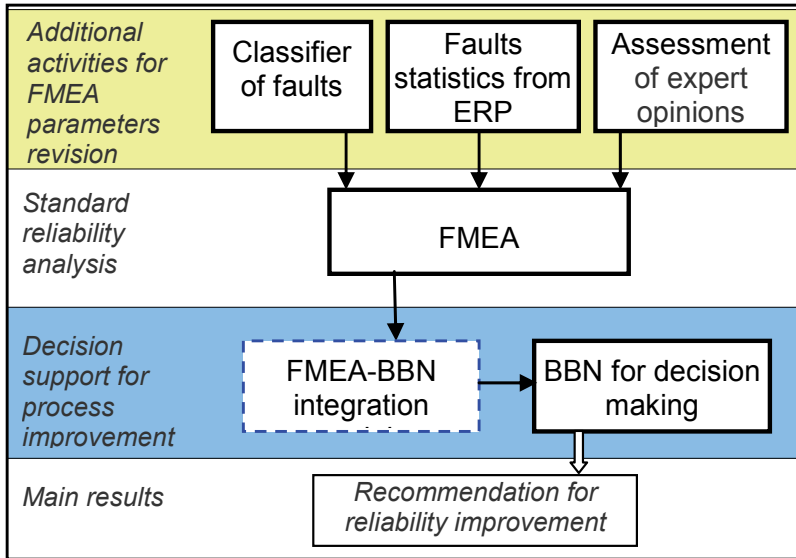 Additional
activities for
FMEA
parameters
revision
Classifier
of faults
Faults
statistics from
ERP
Assessment
of expert
opinions
Standard
reliability
analysis
FMEA
Decision
support for
process
improvement
FMEA-BBN
integration
BBN for decision
making
Main results
Recommendation for
reliability improvement